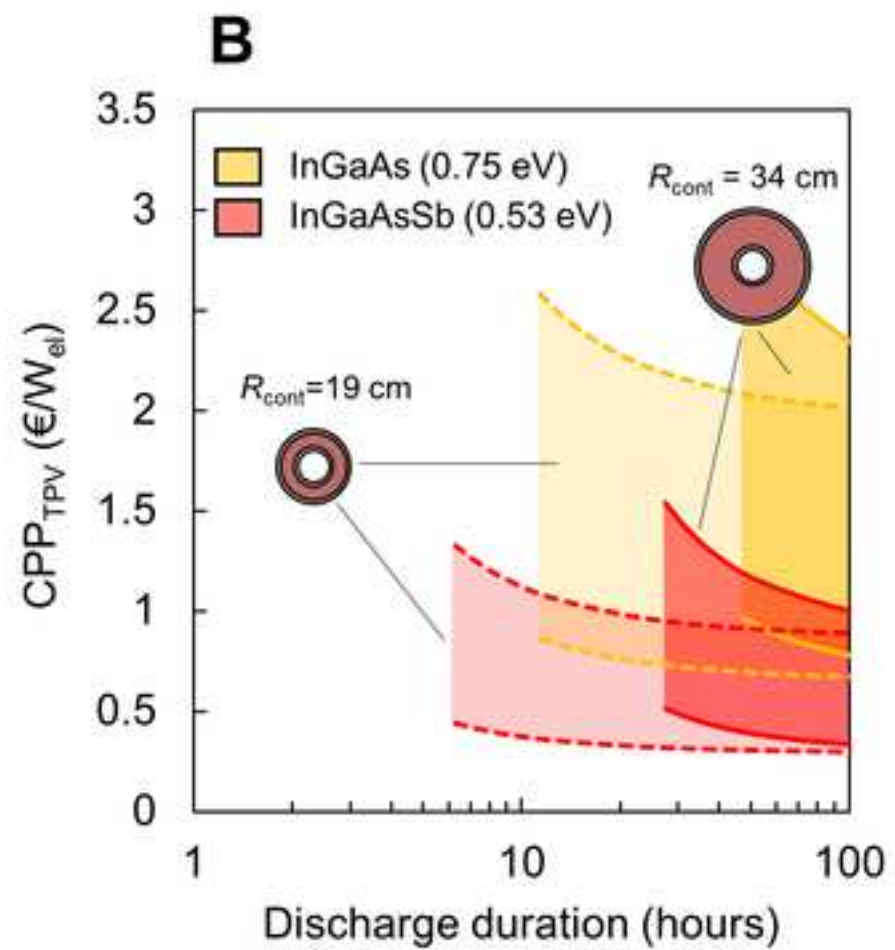 B
3.5
3
2.5
2
1.5
1
0.5
0
CPP_TPV (€/W_el)
InGaAs (0.75 eV)
InGaAsSb (0.53 eV)
R_cont = 34 cm
R_cont=19 cm
1
10
100
Discharge duration (hours)